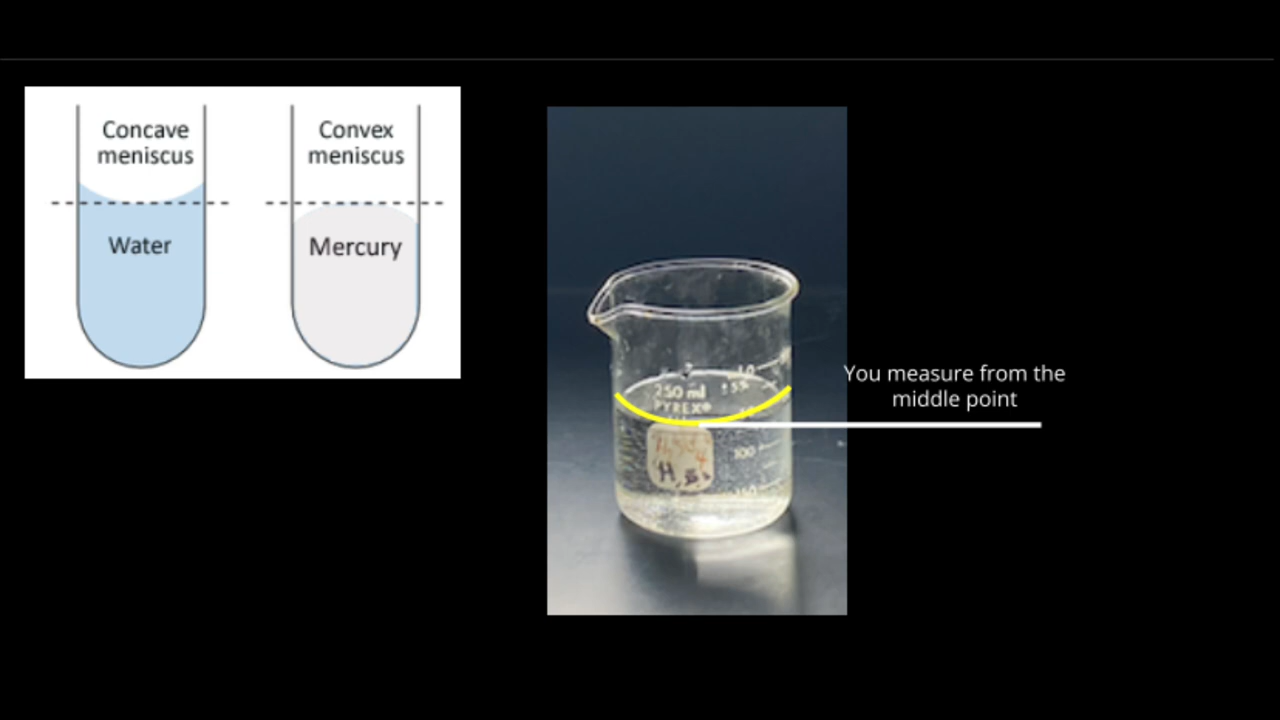 Concave
meniscus
Convex
meniscus
Water
Mercury
250 ml
PYREX®
100
You measure from the
middle point